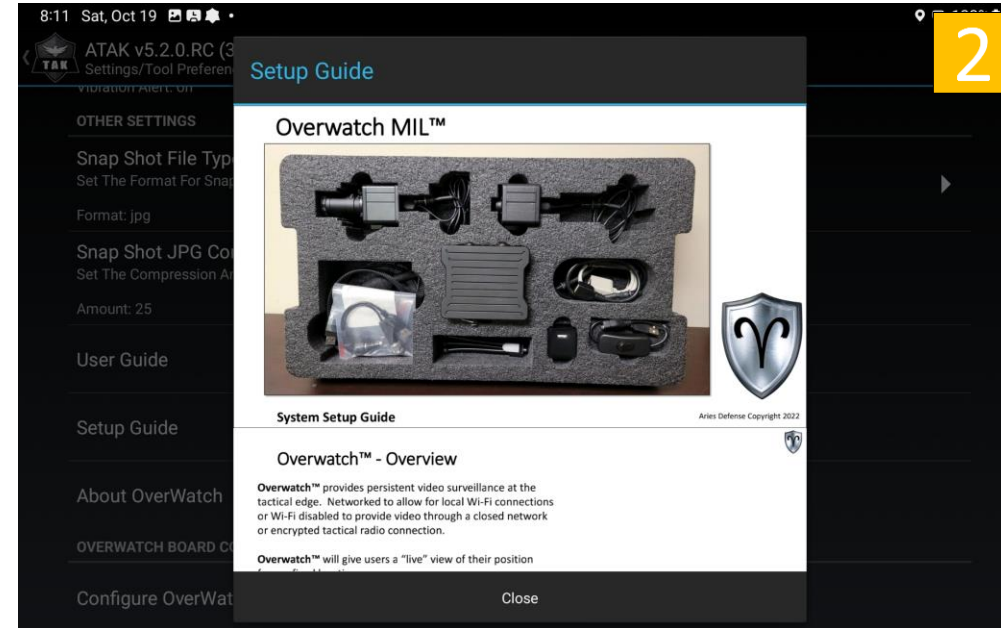 8:11 Sat, Oct 19
2
TAK
ATAK v5.2.0.RC (3
Settings/Tool Preferen
Vibration Alert: on
OTHER SETTINGS
Snap Shot File Typ
Set The Format For Snap
Format: jpg
Snap Shot JPG Co
Set The Compression A
Amount: 25
User Guide
Setup Guide
About OverWatch
OVERWATCH BOARD CO
Configure OverWat
Setup Guide
Overwatch MIL™
System Setup Guide
Aries Defense Copyright 2022
Overwatch™ - Overview
Overwatch™ provides persistent video surveillance at the
tactical edge. Networked to allow for local Wi-Fi connections
or Wi-Fi disabled to provide video through a closed network
or encrypted tactical radio connection.
Overwatch™ will give users a “live” view of their position
Close